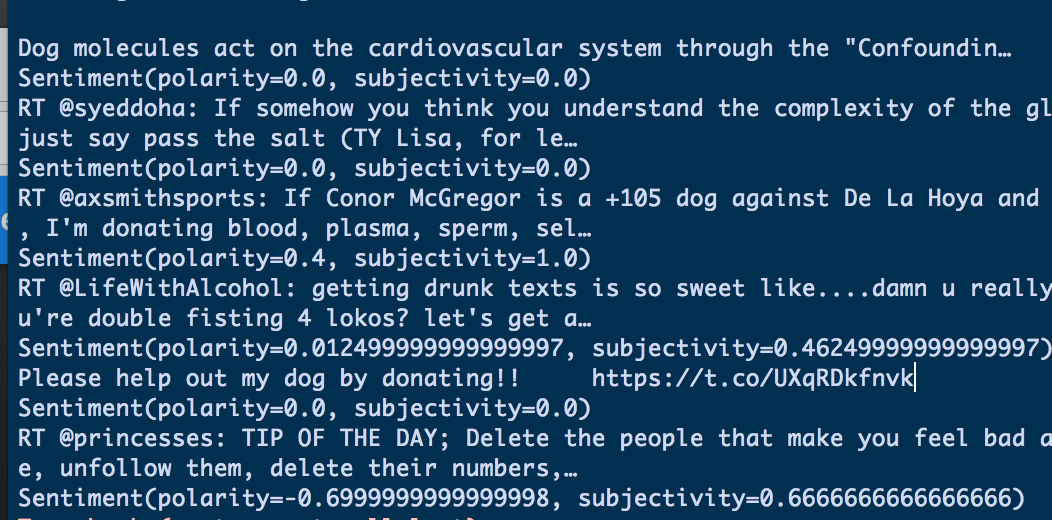 Dog molecules act on the cardiovascular system through the "Confoundin…
Sentiment(polarity=0.0, subjectivity=0.0)
RT @syeddoha: If somehow you think you understand the complexity of the gl
just say pass the salt (TY Lisa, for le…
Sentiment(polarity=0.0, subjectivity=0.0)
RT @axsmithsports: If Conor McGregor is a +105 dog against De La Hoya and
, I'm donating blood, plasma, sperm, sel…
Sentiment(polarity=0.4, subjectivity=1.0)
RT @LifeWithAlcohol: getting drunk texts is so sweet like....damn u really
u're double fisting 4 lokos? let's get a…
Sentiment(polarity=0.012499999999999997, subjectivity=0.46249999999999997)
Please help out my dog by donating!! https://t.co/UXqRDkfnvk
Sentiment(polarity=0.0, subjectivity=0.0)
RT @princesses: TIP OF THE DAY; Delete the people that make you feel bad a
e, unfollow them, delete their numbers,…
Sentiment(polarity=-0.6999999999999998, subjectivity=0.6666666666666666)